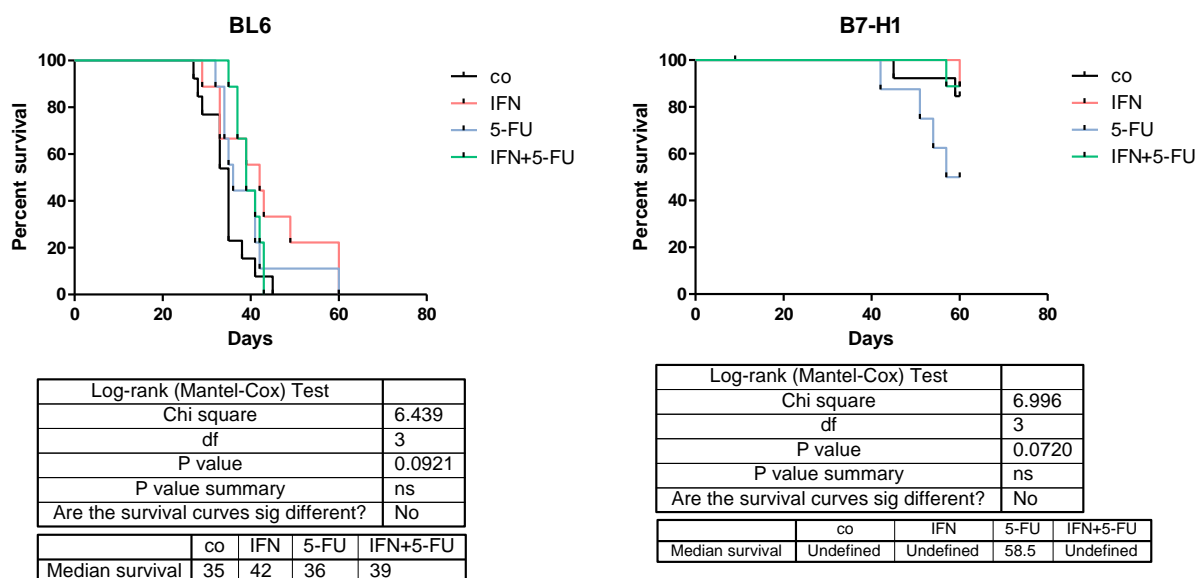 BL6
100
80
60
40
20
0
Percent survival
0 20 40 60 80
Days
co
IFN
5-FU
IFN+5-FU
Log-rank (Mantel-Cox) Test
Chi square 6.439
df 3
P value 0.0921
P value summary ns
Are the survival curves sig different? No
co IFN 5-FU IFN+5-FU
Median survival 35 42 36 39
B7-H1
100
80
60
40
20
0
Percent survival
0 20 40 60 80
Days
co
IFN
5-FU
IFN+5-FU
Log-rank (Mantel-Cox) Test
Chi square 6.996
df 3
P value 0.0720
P value summary ns
Are the survival curves sig different? No
co IFN 5-FU IFN+5-FU
Median survival Undefined Undefined 58.5 Undefined